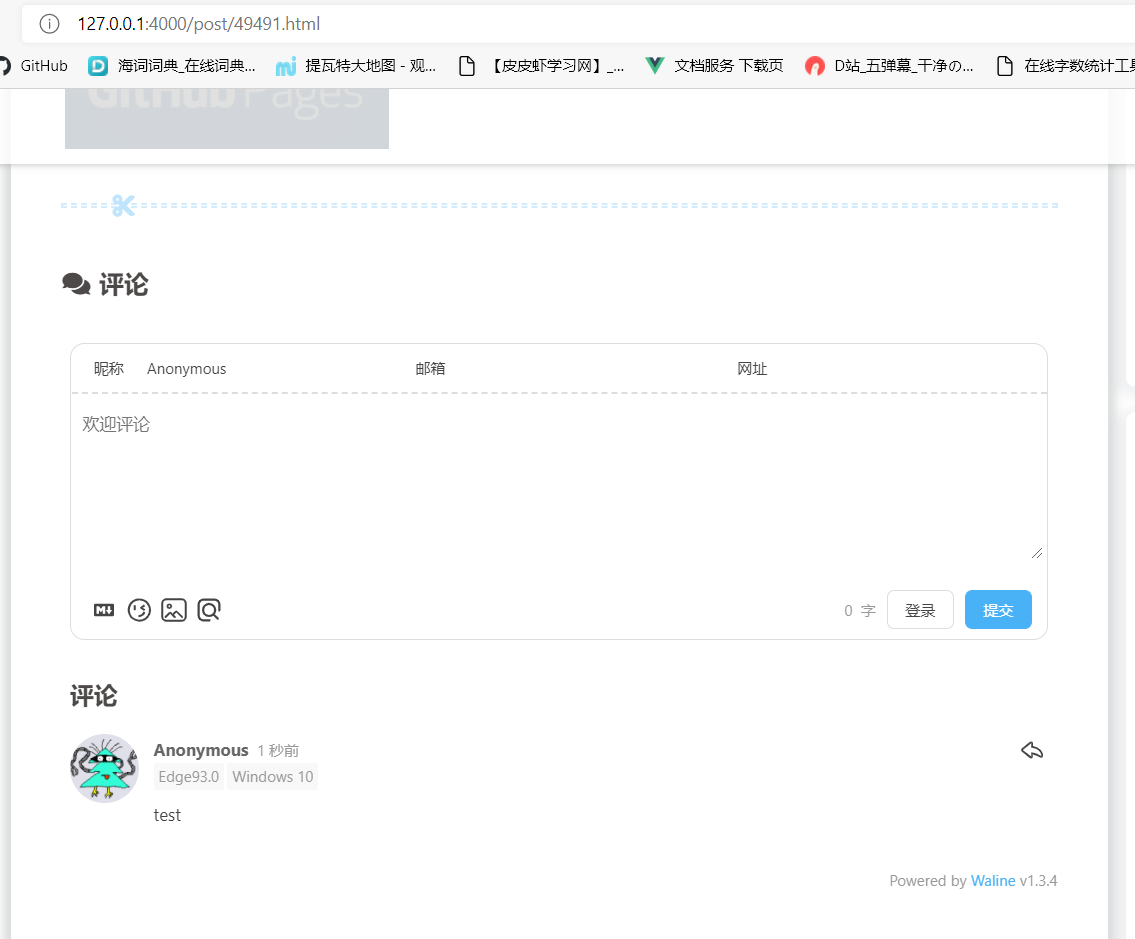 127.0.0.1:4000/post/49491.html
GitHub 海词词典_在线词典... 提瓦特大地图 - 观... 【皮皮虾学习网】_... 文档服务 下载页 D站_五弹幕_干净の... 在线字数统计工具
GitHub Pages
评论
昵称 Anonymous 邮箱 网址
欢迎评论
M↓ 0 字 登录 提交
评论
Anonymous 1 秒前
Edge93.0 Windows 10
test
Powered by Waline v1.3.4